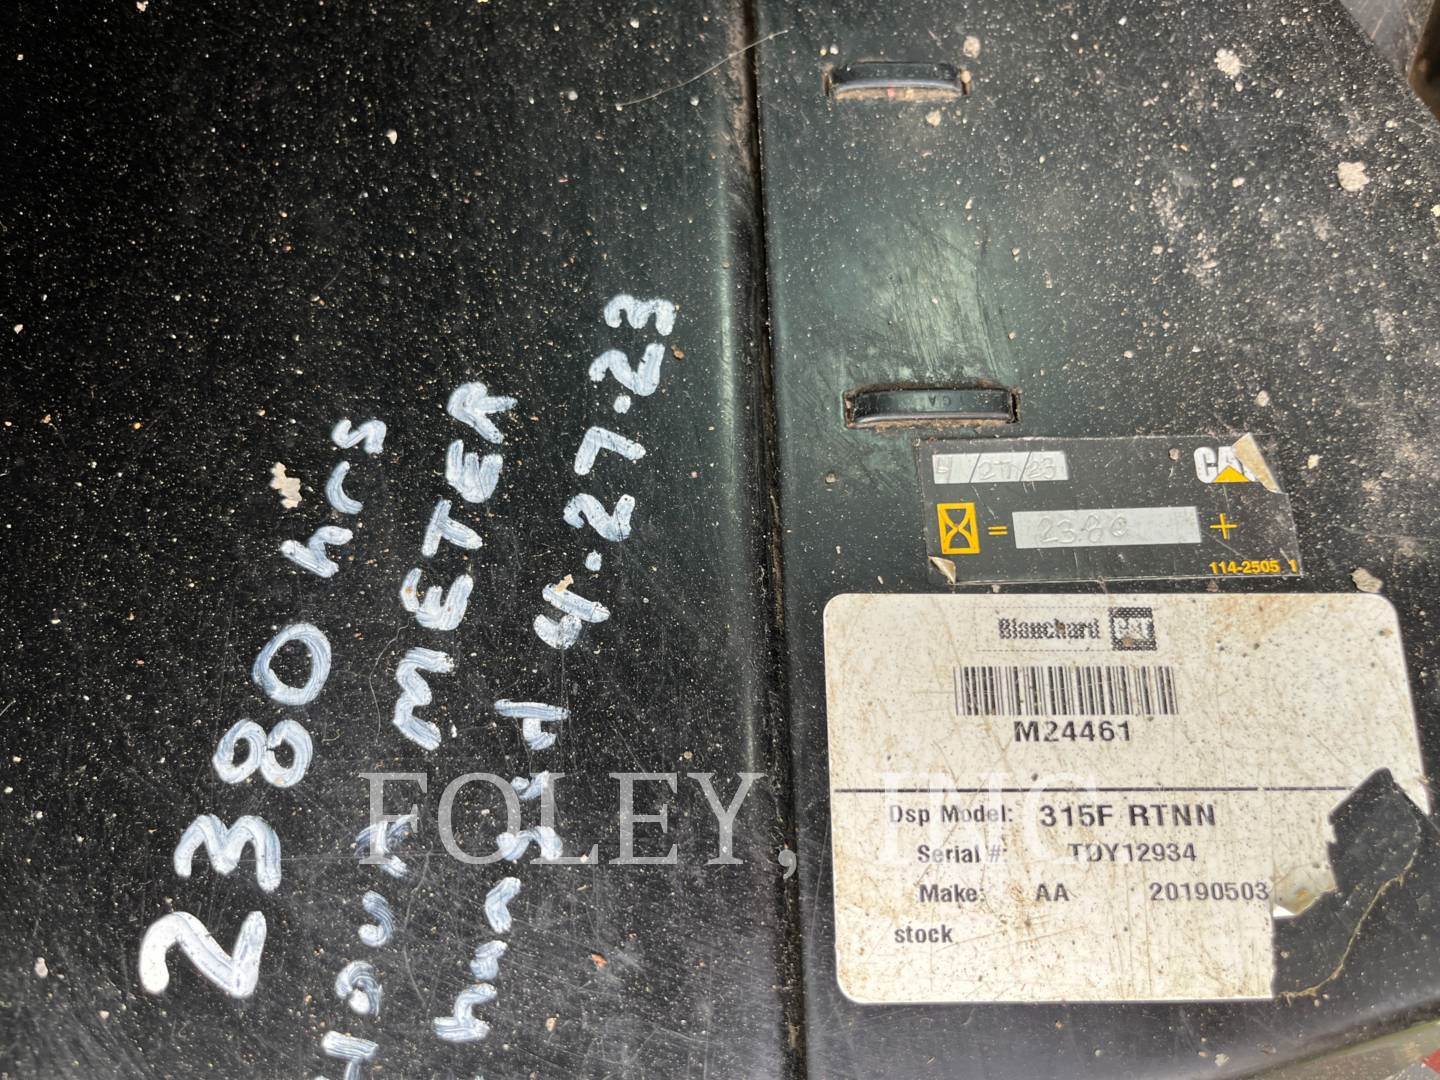 2380 hrs
METER
4.27.23
4/27/23 CAT
= 2380 +
114-2505 1
Blanchard CAT
M24461
Dsp Model: 315F RTNN
Serial #: TDY12934
Make: AA 20190503
stock
FOLEY, INC